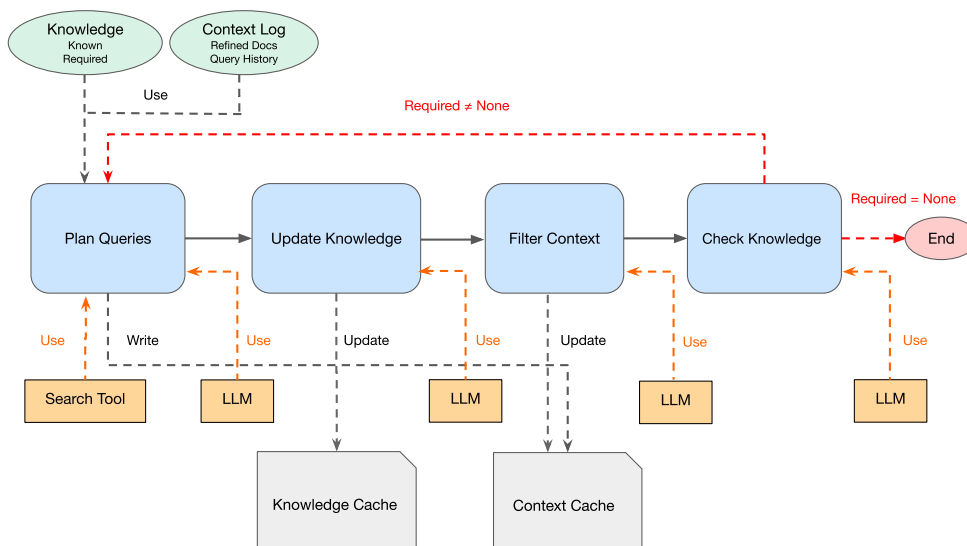 Knowledge
Known
Required
Context Log
Refined Docs
Query History
Use
Required ≠ None
Required = None
Plan Queries
Update Knowledge
Filter Context
Check Knowledge
End
Use
Write
Use
Update
Use
Update
Use
Use
Search Tool
LLM
LLM
LLM
LLM
Knowledge Cache
Context Cache